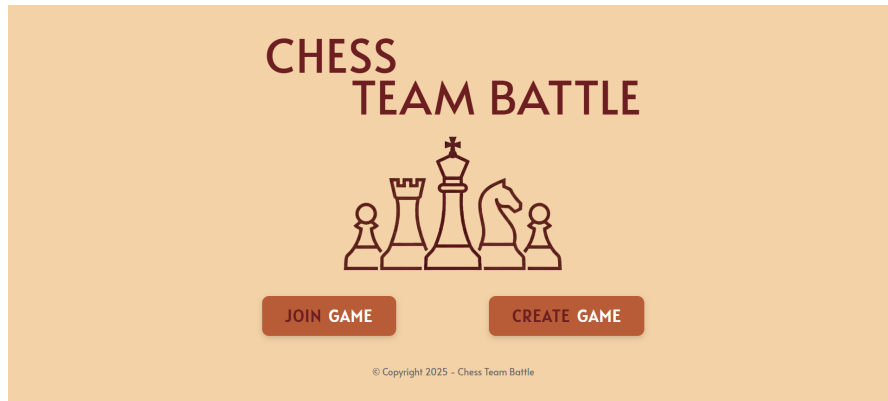 CHESS
TEAM BATTLE
JOIN GAME
CREATE GAME
© Copyright 2025 - Chess Team Battle